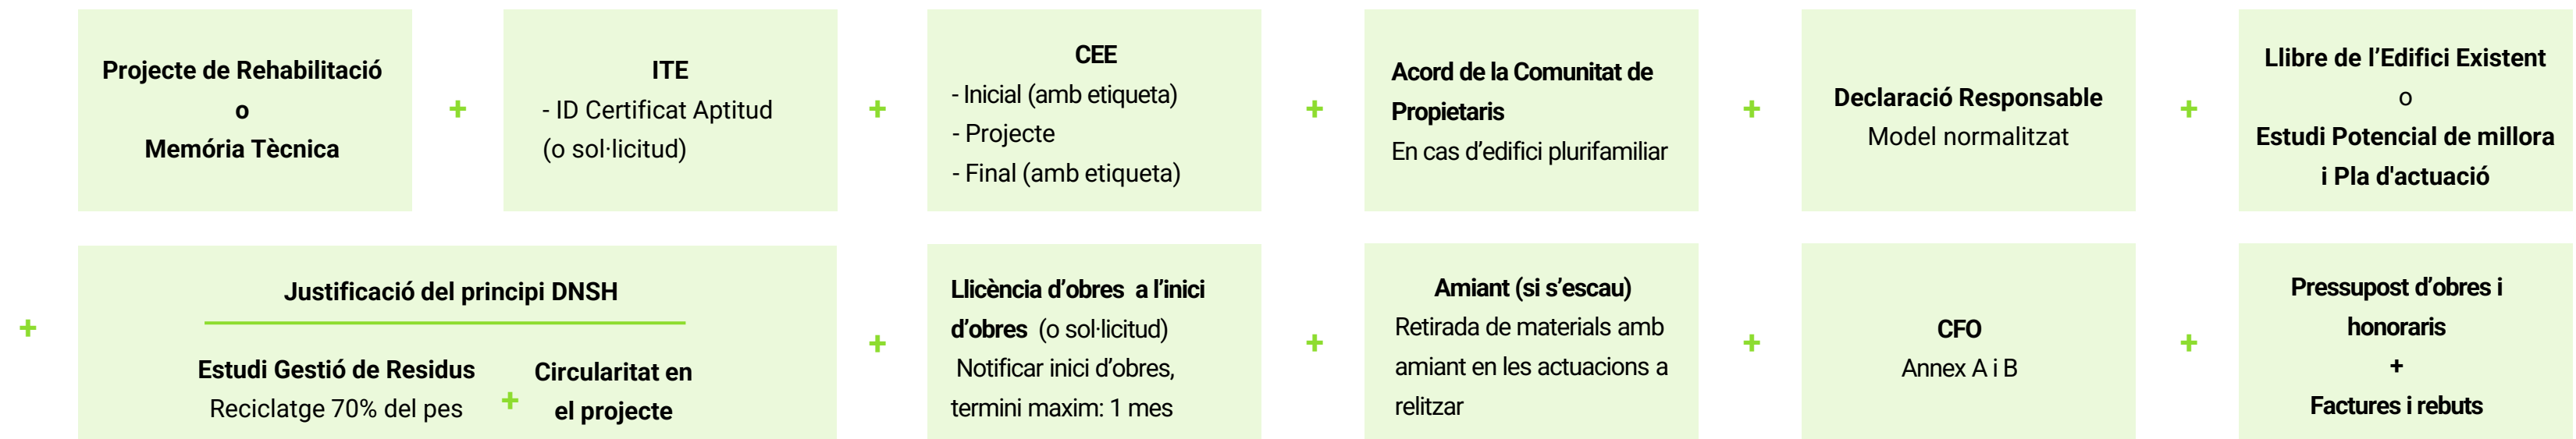 Projecte de Rehabilitació
o
Memória Tècnica
+
ITE
- ID Certificat Aptitud
(o sol·licitud)
+
CEE
- Inicial (amb etiqueta)
- Projecte
- Final (amb etiqueta)
+
Acord de la Comunitat de
Propietaris
En cas d’edifici plurifamiliar
+
Declaració Responsable
Model normalitzat
+
Llibre de l’Edifici Existent
o
Estudi Potencial de millora
i Pla d'actuació
+
Justificació del principi DNSH
Estudi Gestió de Residus
Reciclatge 70% del pes
+
Circularitat en
el projecte
+
Llicència d’obres a l’inici
d’obres (o sol·licitud)
Notificar inici d’obres,
termini maxim: 1 mes
+
Amiant (si s’escau)
Retirada de materials amb
amiant en les actuacions a
relitzar
+
CFO
Annex A i B
+
Pressupost d’obres i
honoraris
+
Factures i rebuts